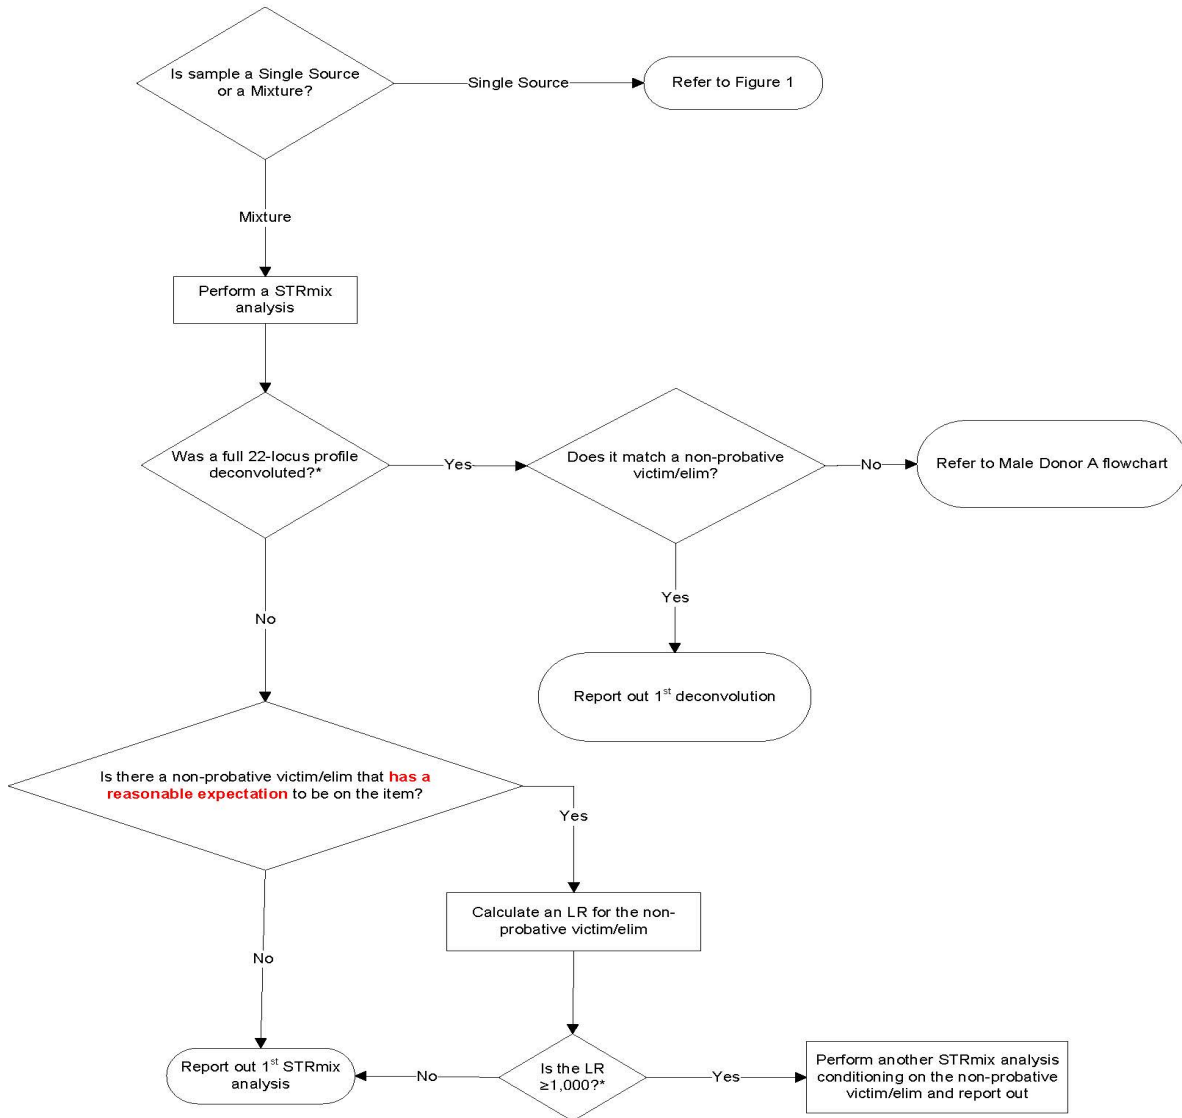 Is sample a Single Source
or a Mixture?
Single Source
Refer to Figure 1
Mixture
Perform a STRmix
analysis
Was a full 22-locus profile
deconvoluted?*
Yes
Does it match a non-probative
victim/elim?
No
Refer to Male Donor A flowchart
Yes
No
Report out 1st deconvolution
Is there a non-probative victim/elim that has a
reasonable expectation to be on the item?
Yes
Calculate an LR for the non-
probative victim/elim
No
Report out 1st STRmix
analysis
No
Is the LR
≥1,000?*
Yes
Perform another STRmix analysis
conditioning on the non-probative
victim/elim and report out